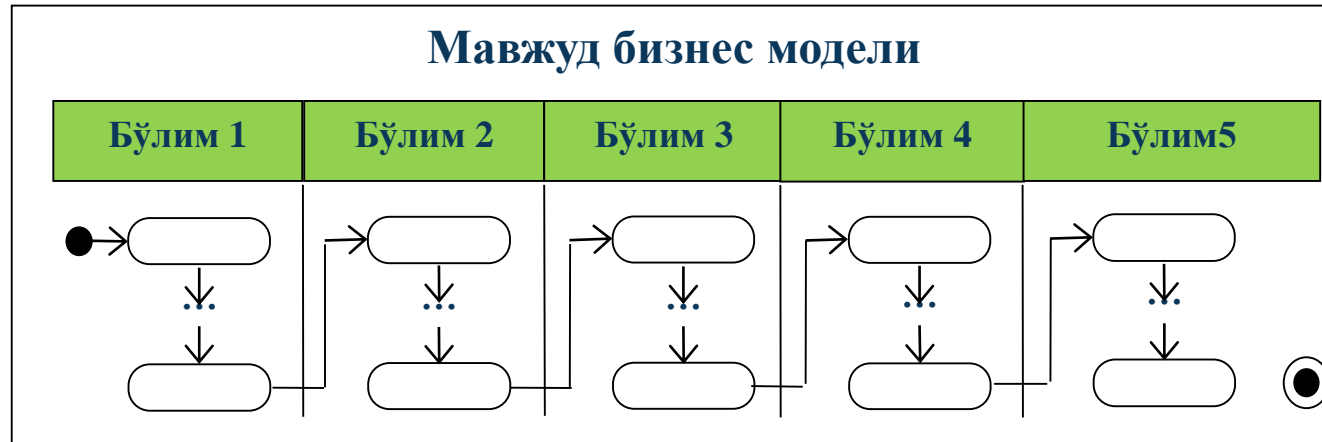 Мавжуд бизнес модели
Бўлим 1
Бўлим 2
Бўлим 3
Бўлим 4
Бўлим5
...
...
...
...
...